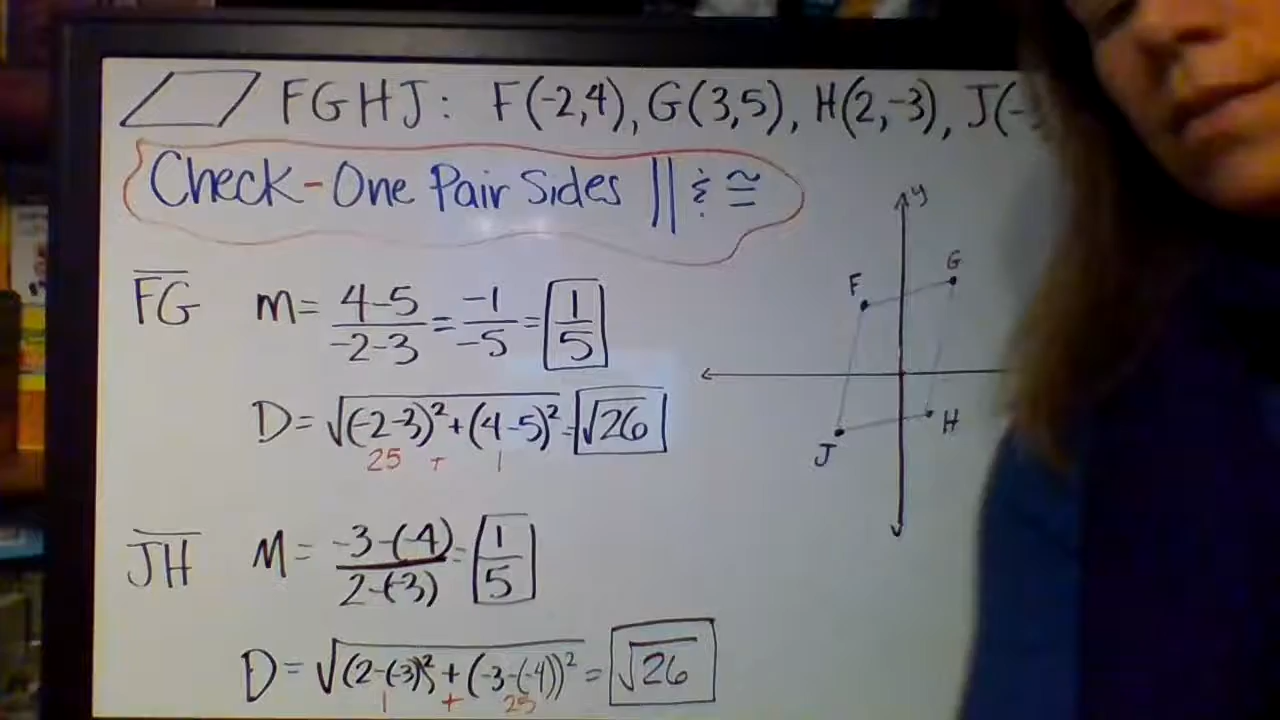 FGHJ: F(-2,4), G(3,5), H(2,-3), J(-
Check-One Pair Sides || & ≅
FG m= 4-5/-2-3 = -1/-5 = 1/5
D= √(-2-3)²+(4-5)² = √26
25 + 1
JH M= -3-(-4)/2-(-3) = 1/5
D= √(2-(-3))²+(-3-(-4))² = √26
1 + 25
y
G
F
H
J